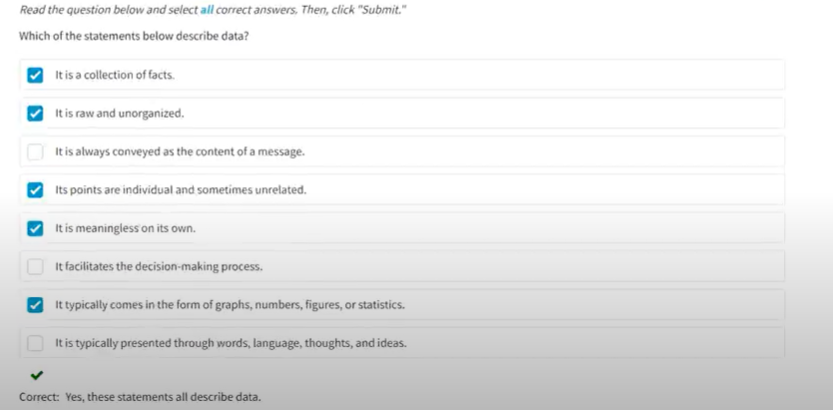 Read the question below and select all correct answers. Then, click "Submit."
Which of the statements below describe data?
It is a collection of facts.
It is raw and unorganized.
It is always conveyed as the content of a message.
Its points are individual and sometimes unrelated.
It is meaningless on its own.
It facilitates the decision-making process.
It typically comes in the form of graphs, numbers, figures, or statistics.
It is typically presented through words, language, thoughts, and ideas.
Correct: Yes, these statements all describe data.